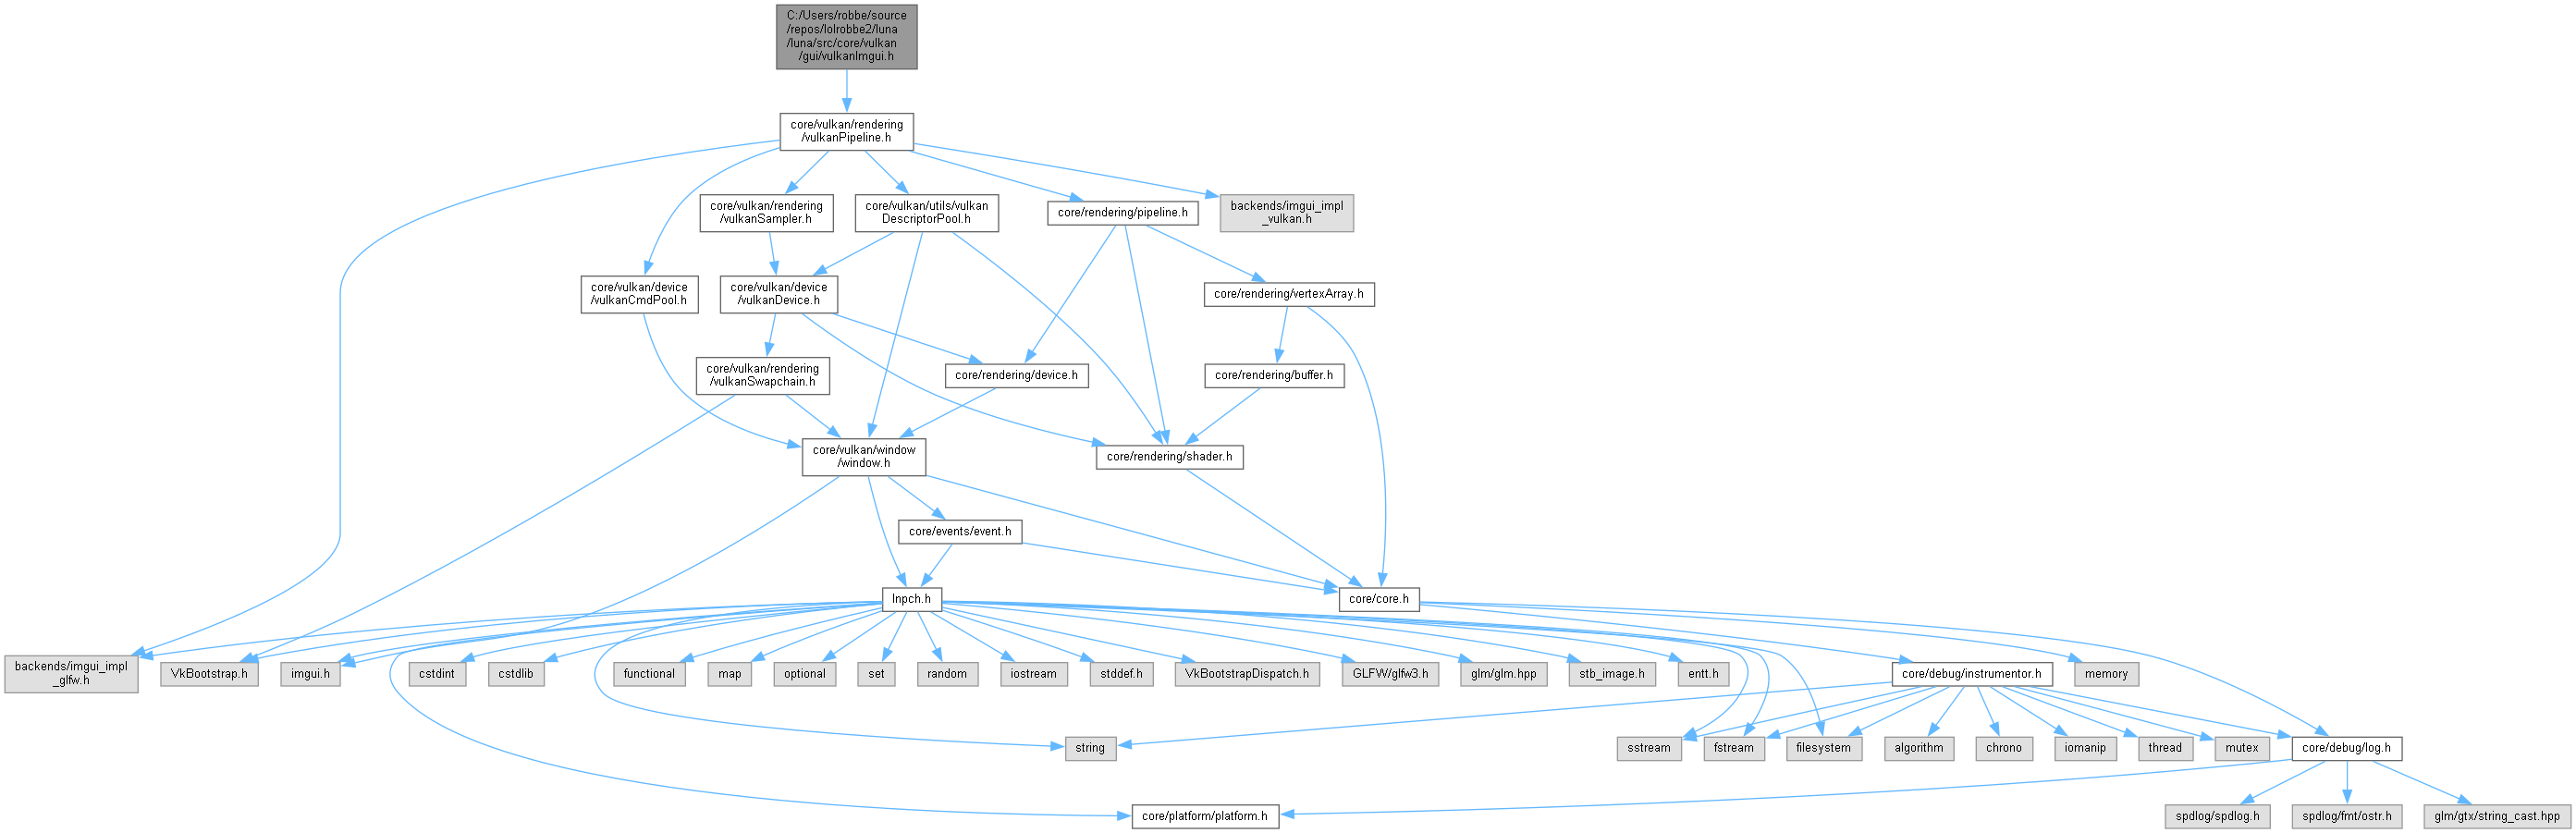 C:/Users/robbe/source
/repos/lolrobbe2/luna
/luna/src/core/vulkan
/gui/vulkanImgui.h
core/vulkan/rendering
/vulkanPipeline.h
core/vulkan/rendering
/vulkanSampler.h
core/vulkan/utils/vulkan
DescriptorPool.h
core/rendering/pipeline.h
backends/imgui_impl
_vulkan.h
core/vulkan/device
/vulkanCmdPool.h
core/vulkan/device
/vulkanDevice.h
core/rendering/vertexArray.h
core/vulkan/rendering
/vulkanSwapchain.h
core/rendering/device.h
core/rendering/buffer.h
core/vulkan/window
/window.h
core/rendering/shader.h
core/events/event.h
lnpch.h
core/core.h
backends/imgui_impl
_glfw.h
VkBootstrap.h
imgui.h
cstdint
cstdlib
functional
map
optional
set
random
iostream
stddef.h
VkBootstrapDispatch.h
GLFW/glfw3.h
glm/glm.hpp
stb_image.h
entt.h
core/debug/instrumentor.h
memory
string
sstream
fstream
filesystem
algorithm
chrono
iomanip
thread
mutex
core/debug/log.h
core/platform/platform.h
spdlog/spdlog.h
spdlog/fmt/ostr.h
glm/gtx/string_cast.hpp